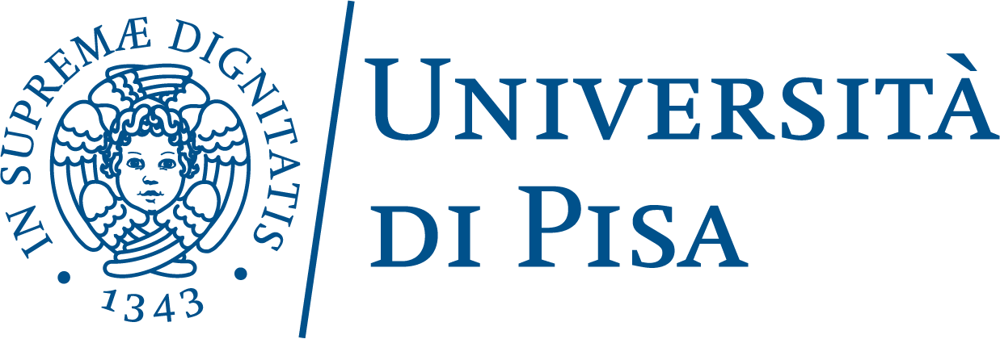 IN SUPREMÆ DIGNITATIS
1343
UNIVERSITÀ
DI PISA